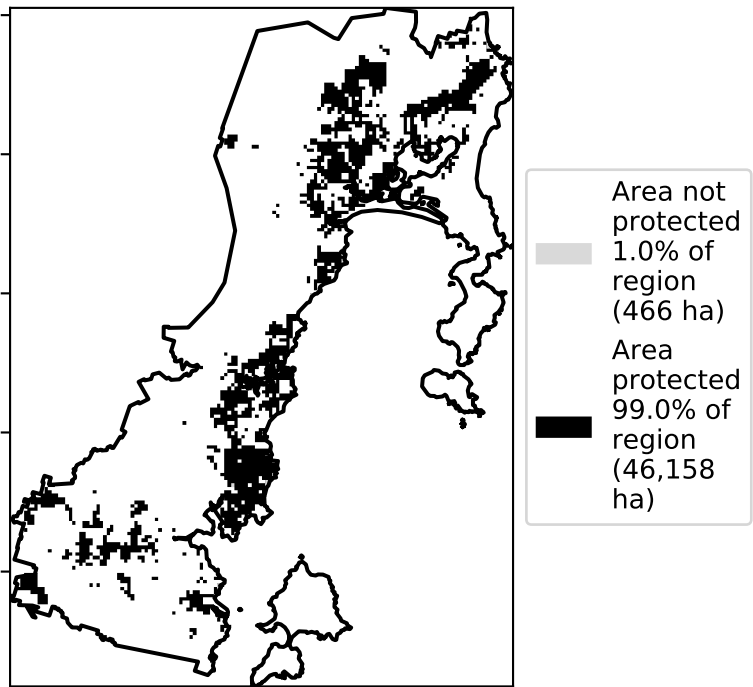 Area not
protected
1.0% of
region
(466 ha)
Area
protected
99.0% of
region
(46,158
ha)